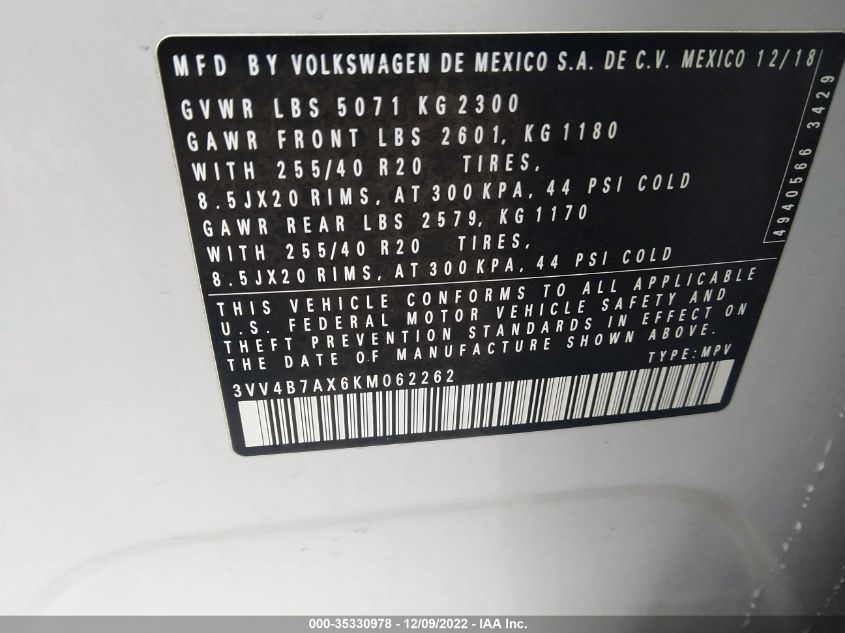 MFD BY VOLKSWAGEN DE MEXICO S.A. DE C.V. MEXICO 12/18
GVWR LBS 5071 KG 2300
GAWR FRONT LBS 2601, KG 1180
WITH 255/40 R20 TIRES,
8.5JX20 RIMS, AT 300 KPA, 44 PSI COLD
GAWR REAR LBS 2579, KG 1170
WITH 255/40 R20 TIRES,
8.5JX20 RIMS, AT 300 KPA, 44 PSI COLD
4940566 3429
THIS VEHICLE CONFORMS TO ALL APPLICABLE
U.S. FEDERAL MOTOR VEHICLE SAFETY AND
THEFT PREVENTION STANDARDS IN EFFECT ON
THE DATE OF MANUFACTURE SHOWN ABOVE.
TYPE: MPV
3VV4B7AX6KM062262
000-35330978 - 12/09/2022 - IAA Inc.